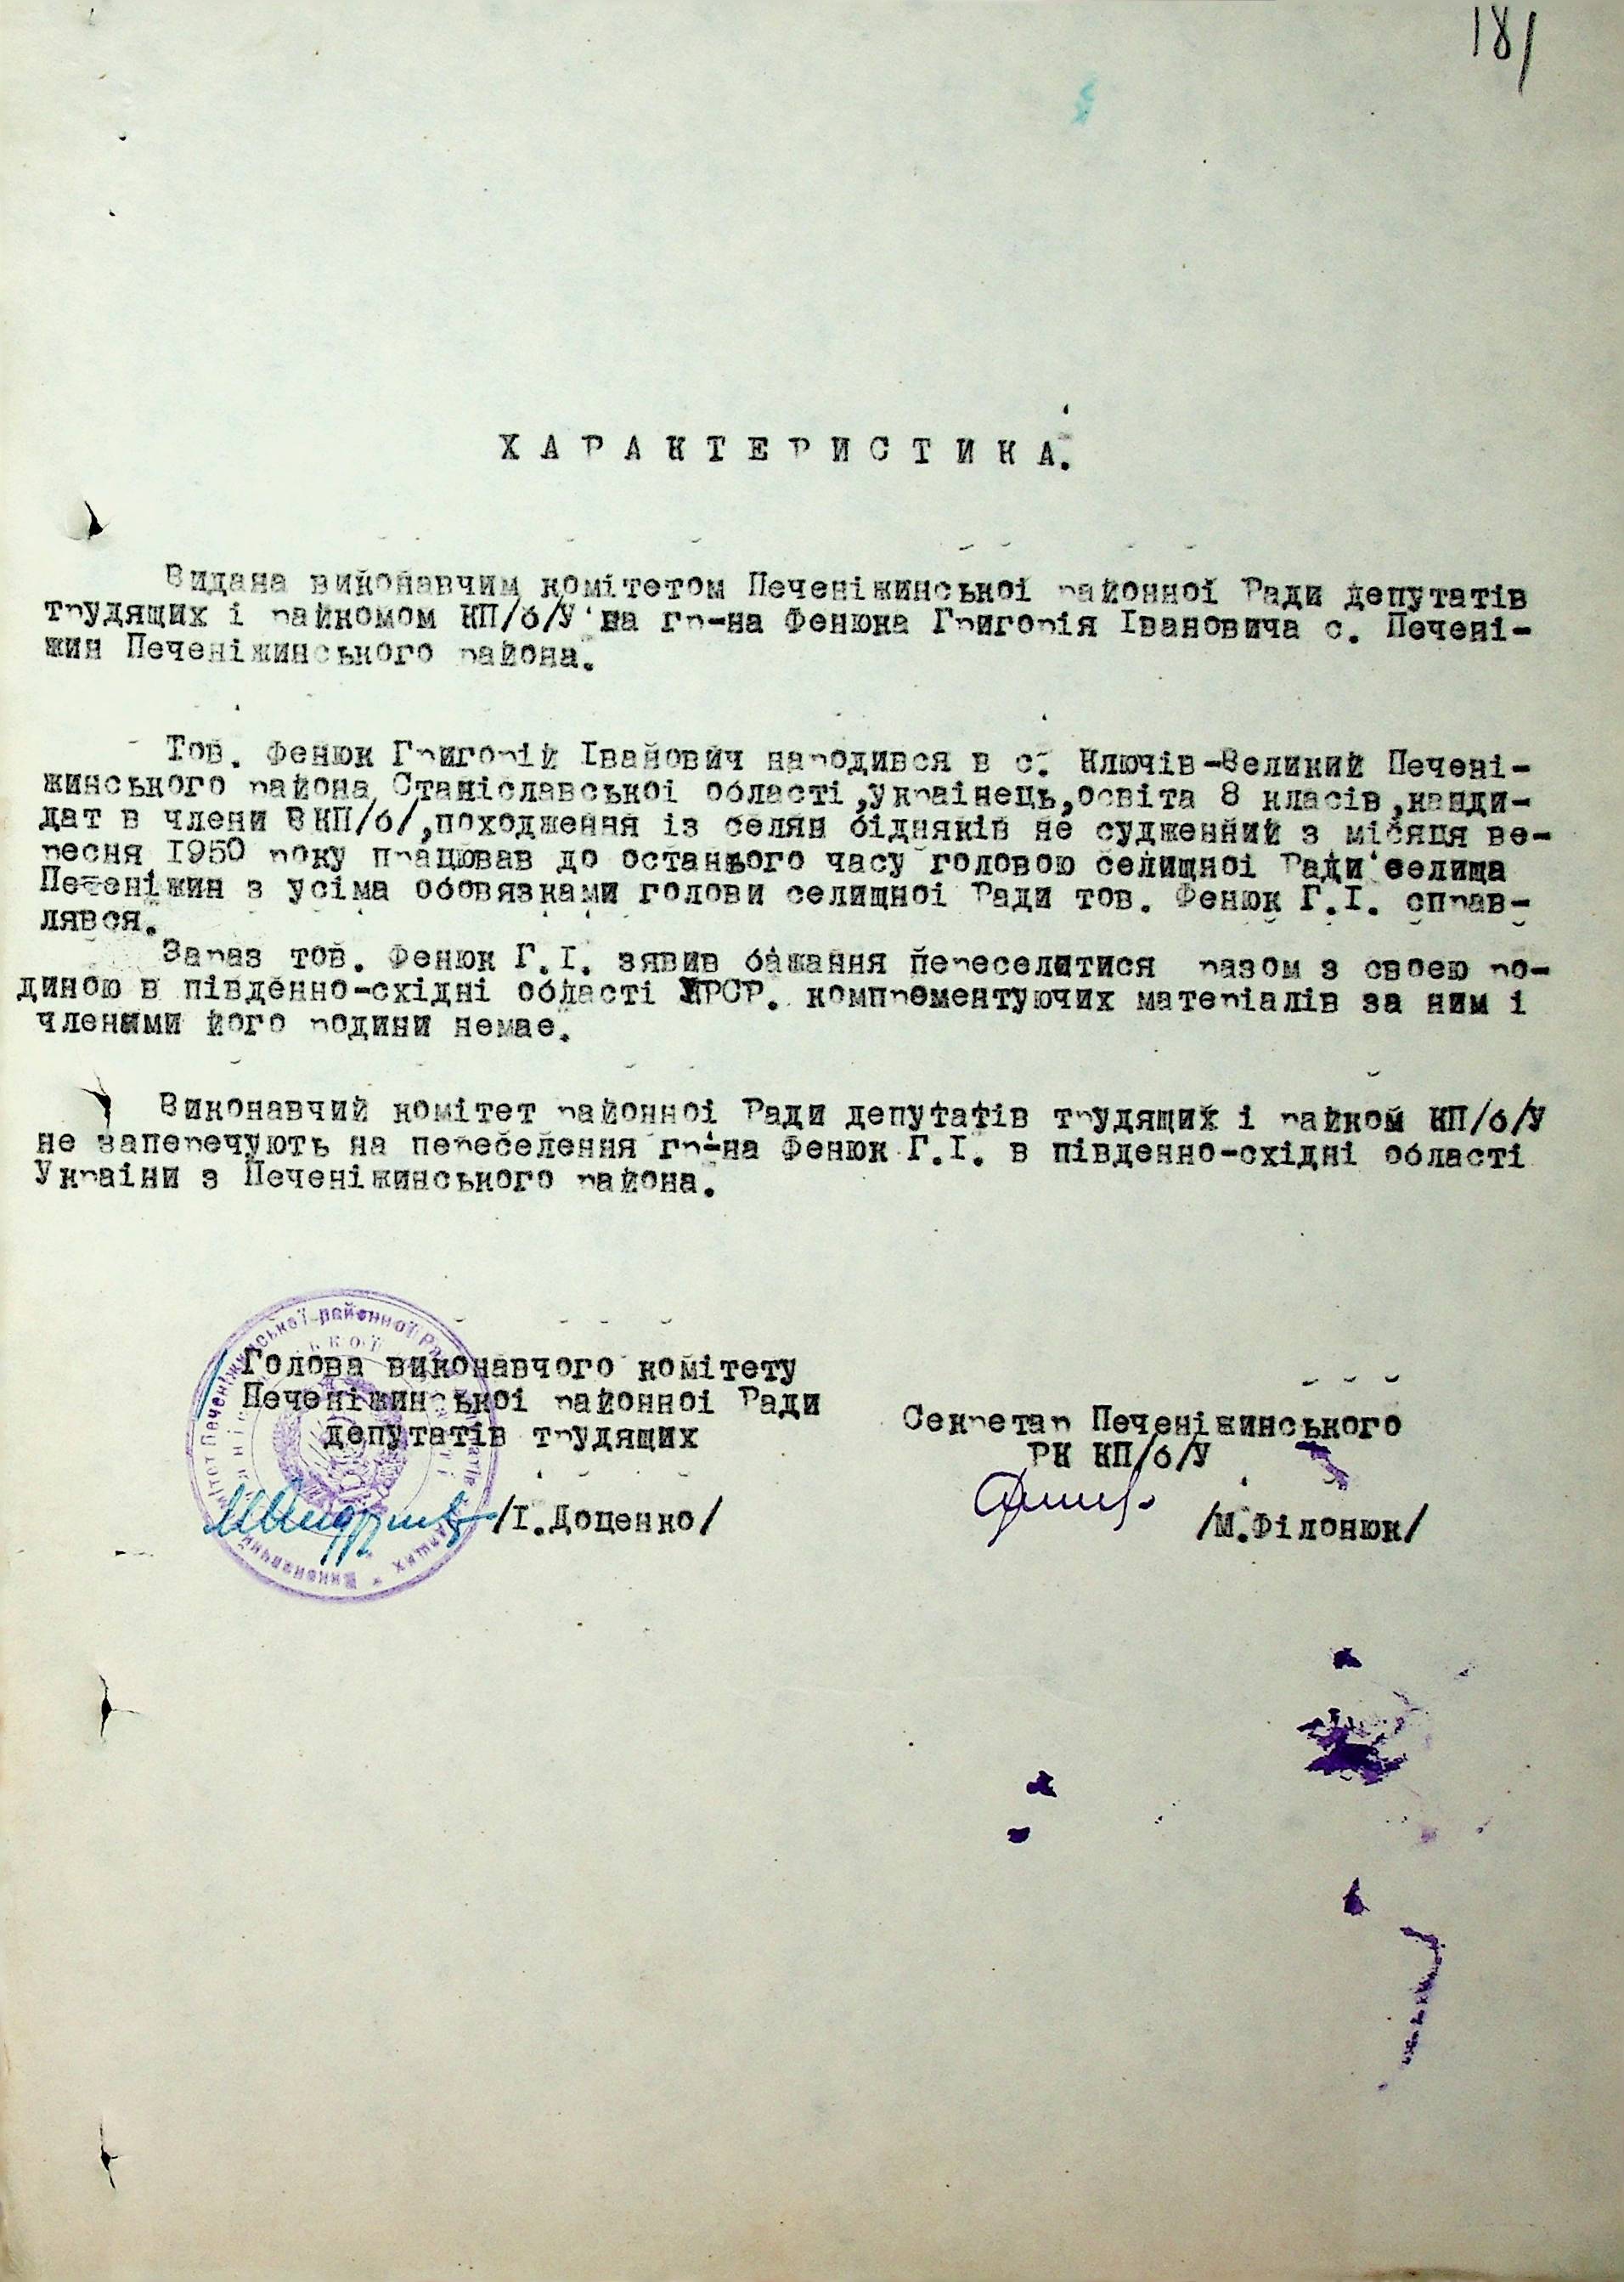 181
Х А Р А К Т Е Р И С Т И К А.
Видана виконавчим комітетом Печеніжинської районної Ради депутатів
трудящих і райкомом КП/б/У на гр-на Фенюка Григорія Івановича с. Печені-
жин Печеніжинського района.
Тов. Фенюк Григорій Іванович народився в с. Ключів-Великий Печені-
жинського района Станіславської області,українець,освіта 8 класів,канди-
дат в члени ВКП/б/,походження із селян бідняків не судженний з місяця ве-
ресня 1950 року працював до останього часу головою селищної Ради селища
Печеніжин з усіма обовязками голови селищної Ради тов. Фенюк Г.І. справ-
лявся.
Зараз тов. Фенюк Г.І. зявив бажання переселитися разом з своею ро-
диною в південно-східні області УРСР. компрементуючих матеріалів за ним і
членами його родини немае.
Виконавчий комітет районної Ради депутатів трудящих і райком КП/б/У
не заперечують на переселення гр-на Фенюк Г.І. в південно-східні області
України з Печеніжинського района.
Голова виконавчого комітету
Печеніжинської районної Ради
депутатів трудящих
/І.Доценко/
Секретар Печеніжинського
РК КП/б/У
/М.Філонюк/